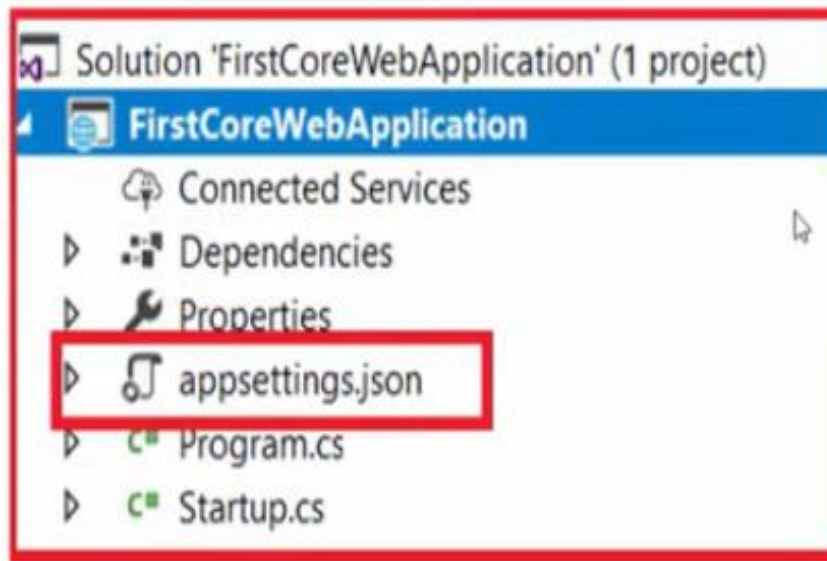 Solution 'FirstCoreWebApplication' (1 project)
FirstCoreWebApplication
Connected Services
Dependencies
Properties
appsettings.json
C# Program.cs
C# Startup.cs